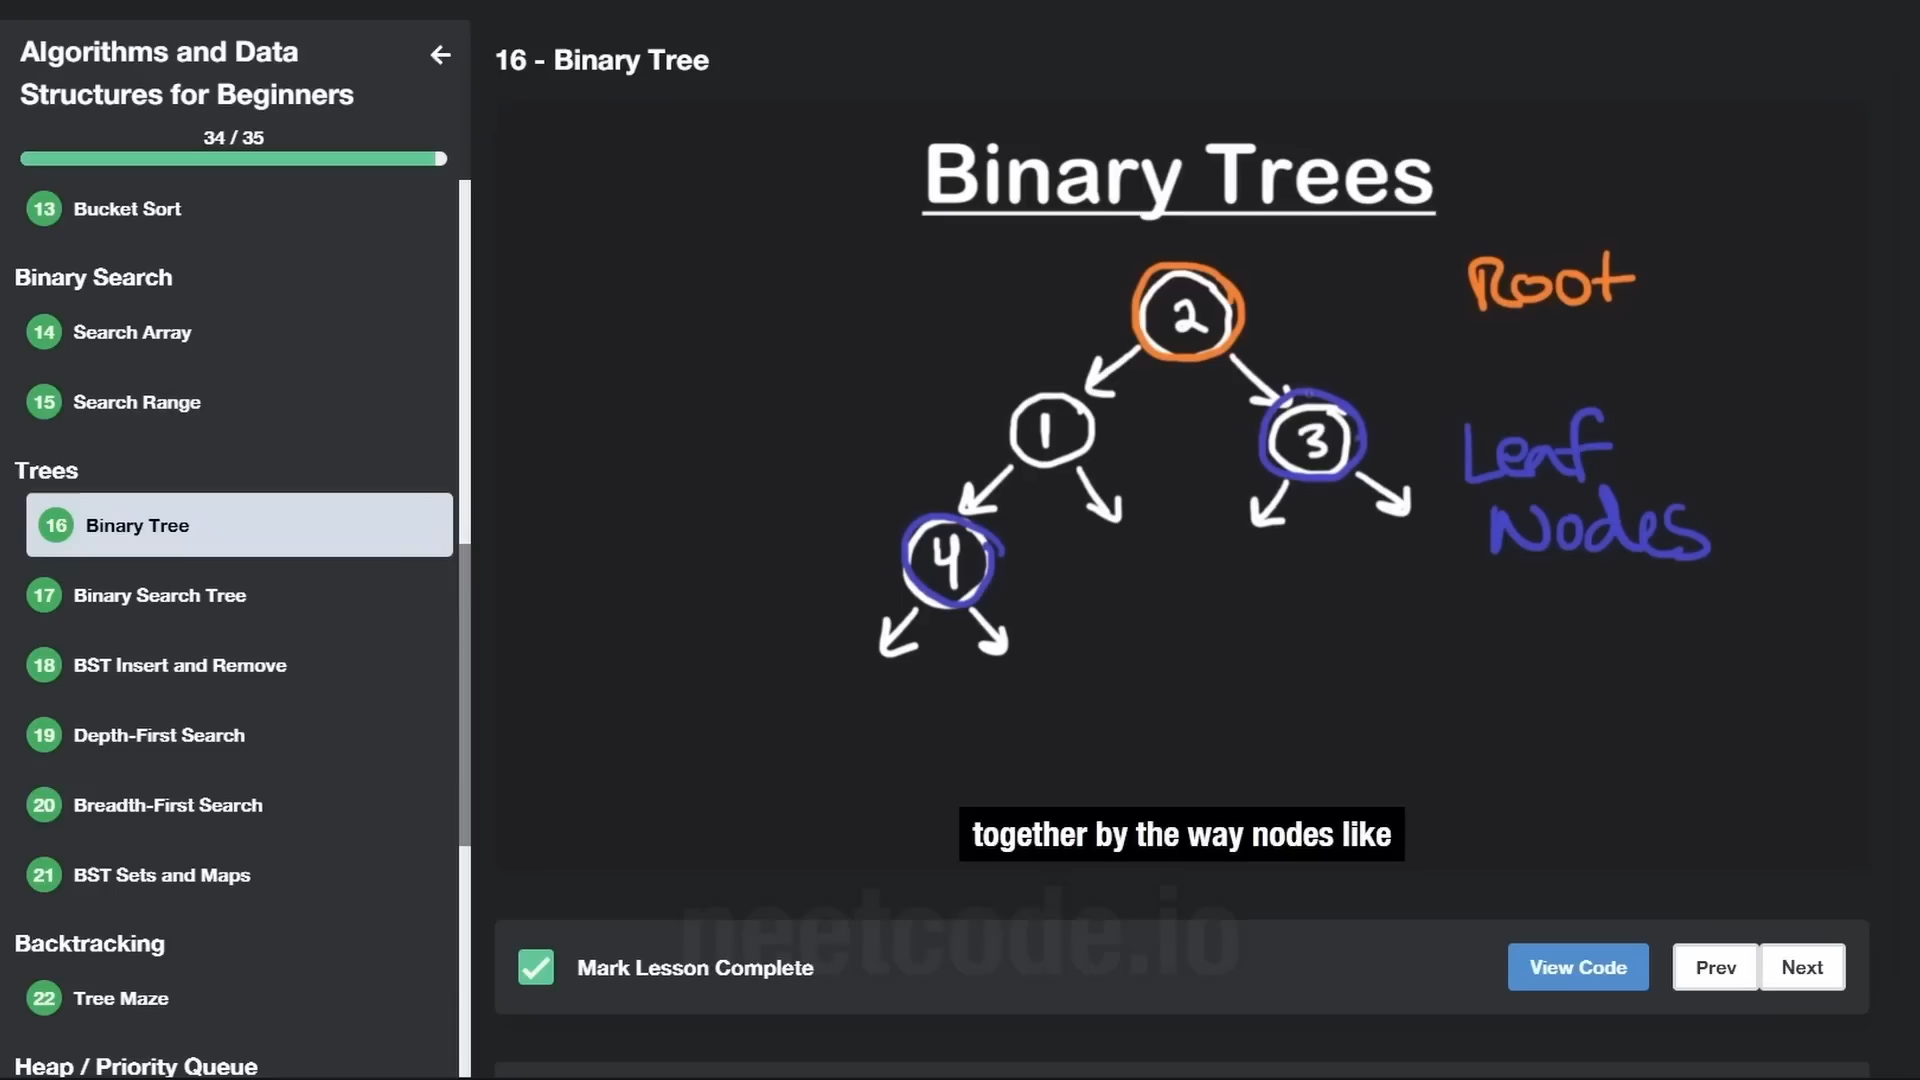 Algorithms and Data
Structures for Beginners
34 / 35
13 Bucket Sort
Binary Search
14 Search Array
15 Search Range
Trees
16 Binary Tree
17 Binary Search Tree
18 BST Insert and Remove
19 Depth-First Search
20 Breadth-First Search
21 BST Sets and Maps
Backtracking
22 Tree Maze
Heap / Priority Queue
16 - Binary Tree
Binary Trees
2
Root
1
3
Leaf
Nodes
4
together by the way nodes like
neetcode.io
Mark Lesson Complete
View Code
Prev
Next